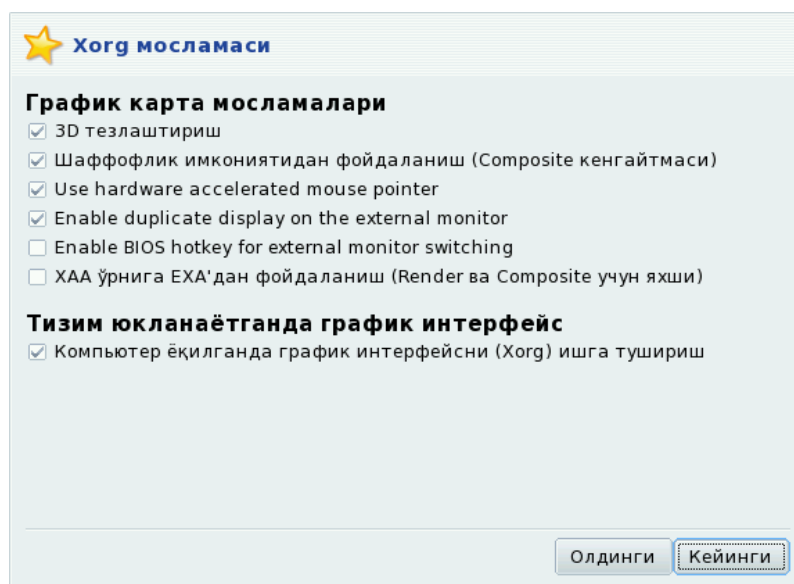 Xorg мосламаси
График карта мосламалари
3D тезлаштириш
Шаффофлик имкониятидан фойдаланиш (Composite кенгайтмаси)
Use hardware accelerated mouse pointer
Enable duplicate display on the external monitor
Enable BIOS hotkey for external monitor switching
XAA ўрнига EXA'дан фойдаланиш (Render ва Composite учун яхши)
Тизим юкланаётганда график интерфейс
Компьютер ёқилганда график интерфейсни (Xorg) ишга тушириш
Олдинги Кейинги